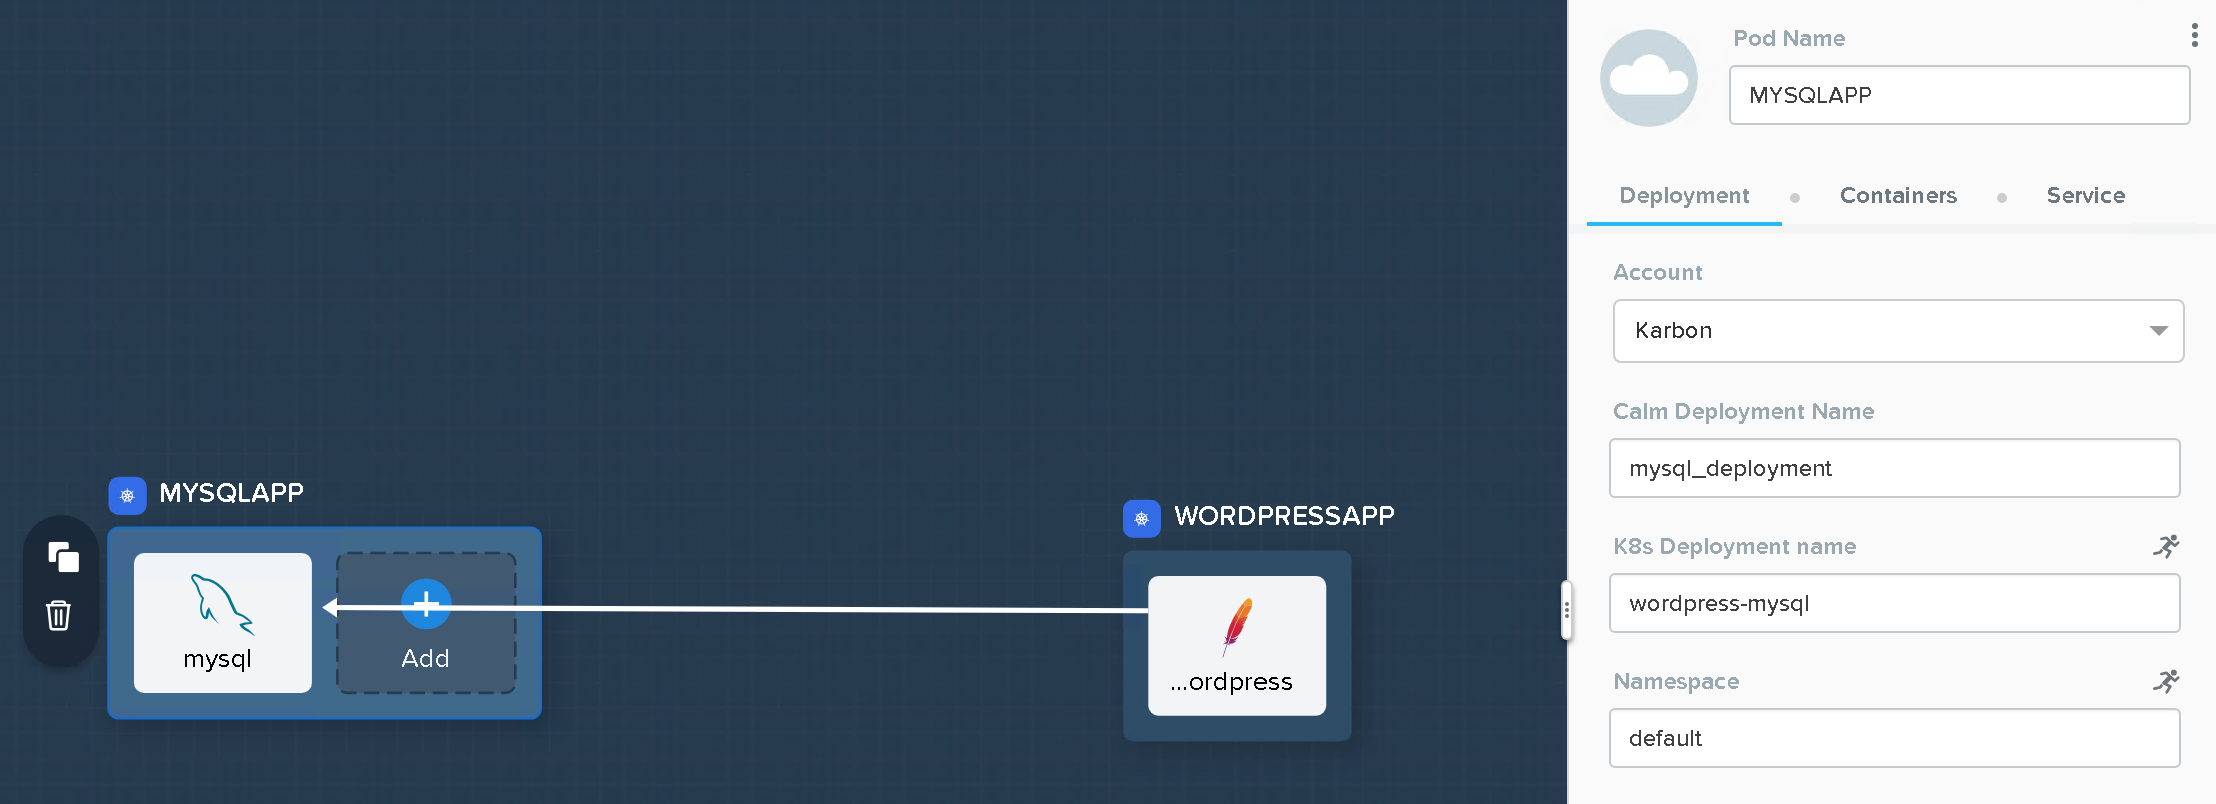 MYSQLAPP
mysql
Add
WORDPRESSAPP
...ordpress
Pod Name
MYSQLAPP
Deployment
Containers
Service
Account
Karbon
Calm Deployment Name
mysql_deployment
K8s Deployment name
wordpress-mysql
Namespace
default